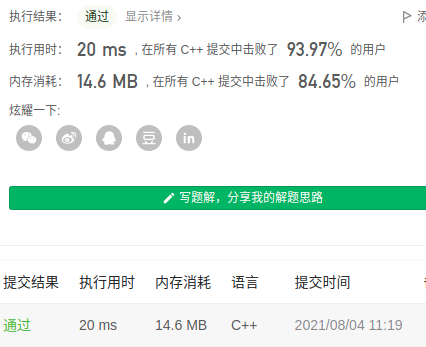 执行结果： 通过 显示详情 ›
执行用时： 20 ms , 在所有 C++ 提交中击败了 93.97% 的用户
内存消耗： 14.6 MB , 在所有 C++ 提交中击败了 84.65% 的用户
炫耀一下:
豆 in
写题解，分享我的解题思路
提交结果 执行用时 内存消耗 语言 提交时间
通过 20 ms 14.6 MB C++ 2021/08/04 11:19